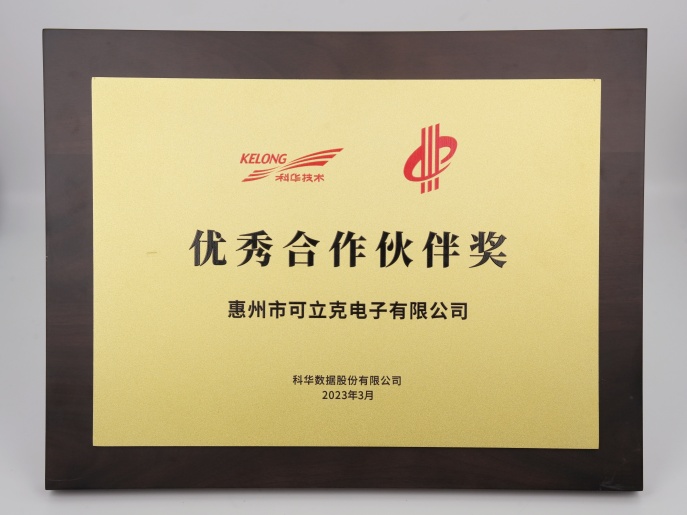 KELONG
科华技术
优秀合作伙伴奖
惠州市可立克电子有限公司
科华数据股份有限公司
2023年3月